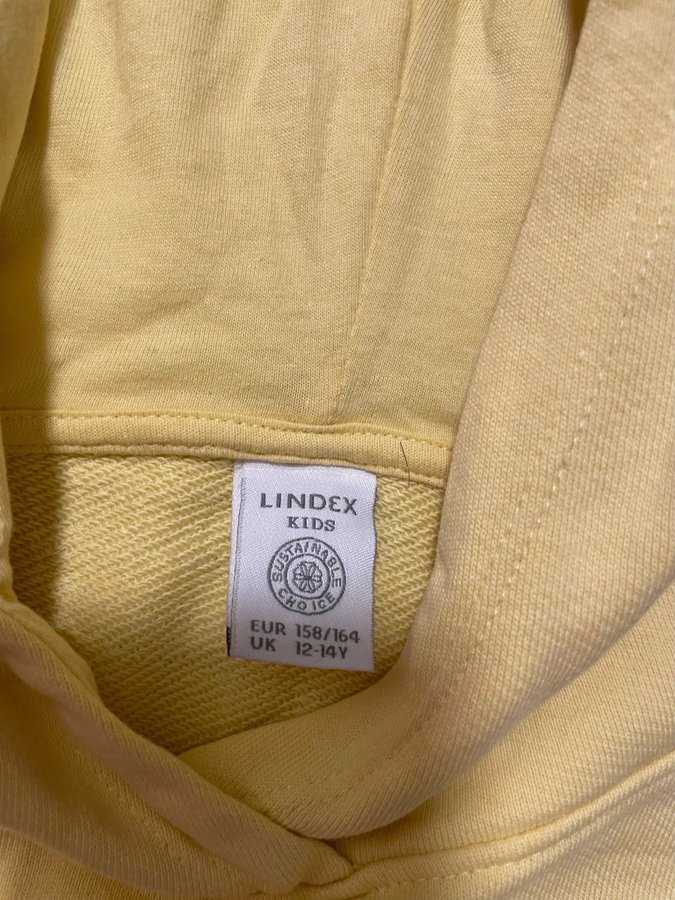 LINDEX
KIDS
SUSTAINABLE
CHOICE
EUR 158/164
UK 12-14Y